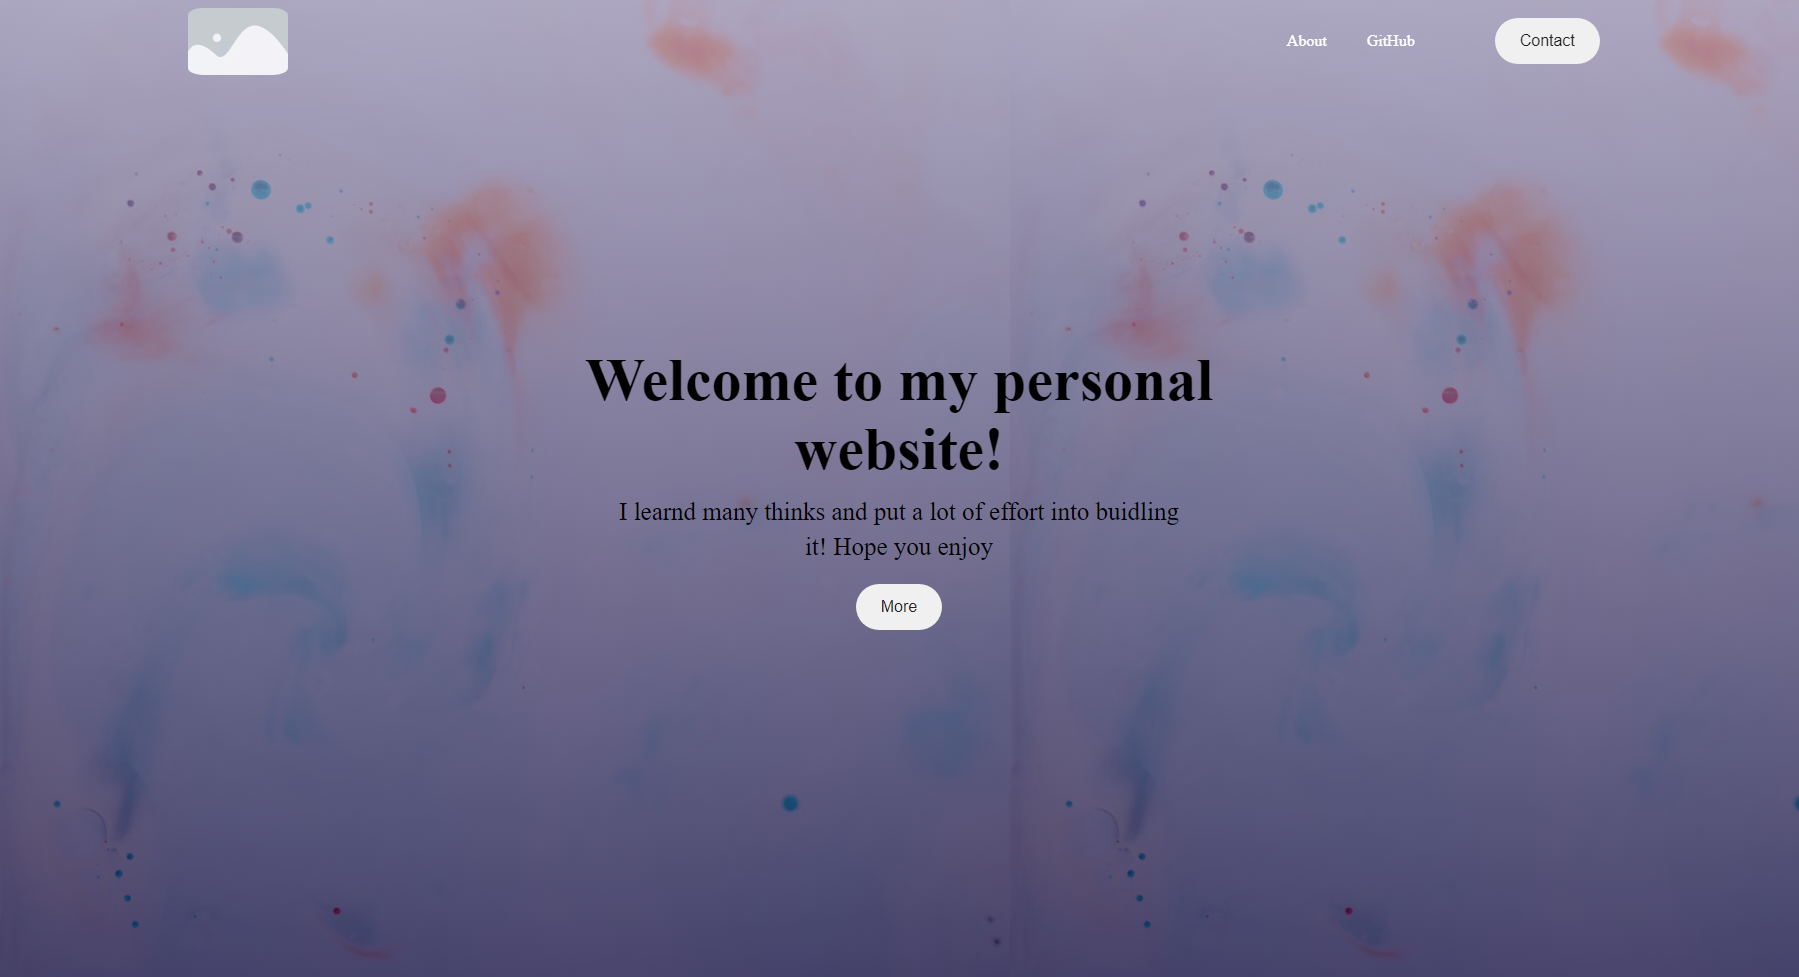 About
GitHub
Contact
Welcome to my personal
website!
I learnd many thinks and put a lot of effort into buidling
it! Hope you enjoy
More